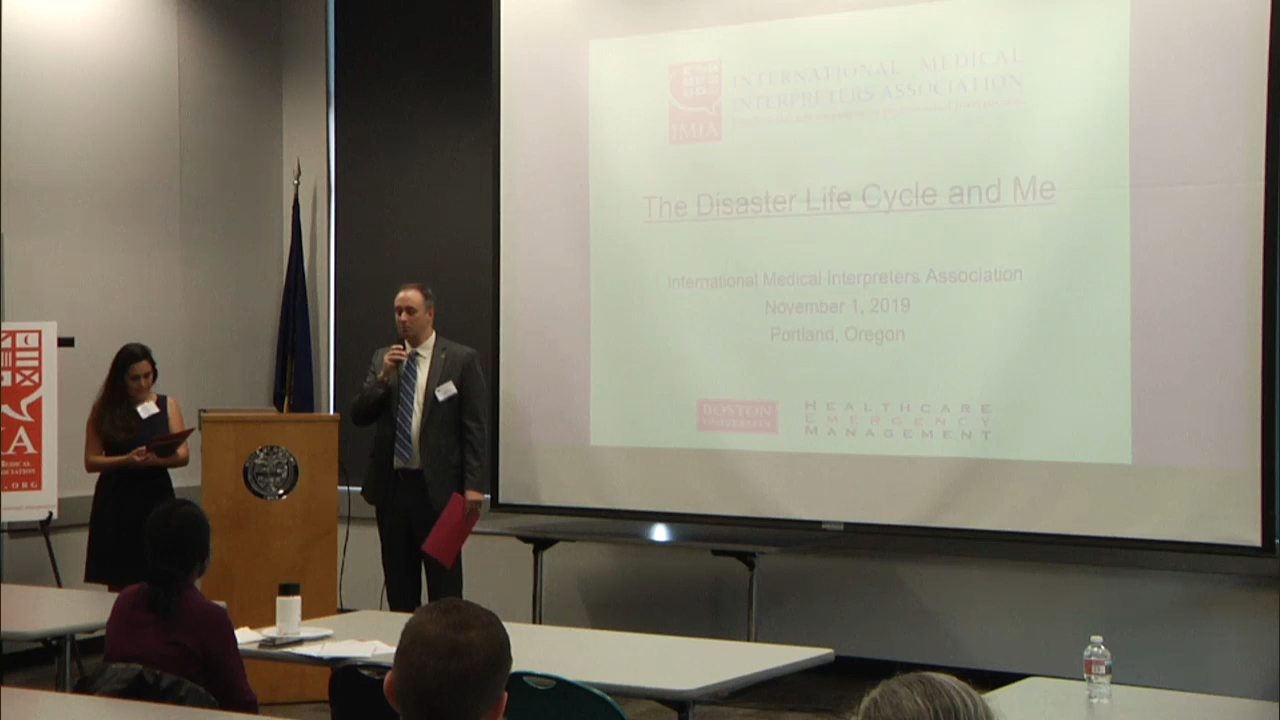 INTERNATIONAL MEDICAL
INTERPRETERS ASSOCIATION
IMIA
The Disaster Life Cycle and Me
International Medical Interpreters Association
November 1, 2019
Portland, Oregon
BOSTON
UNIVERSITY
HEALTHCARE
EMERGENCY
MANAGEMENT
.ORG